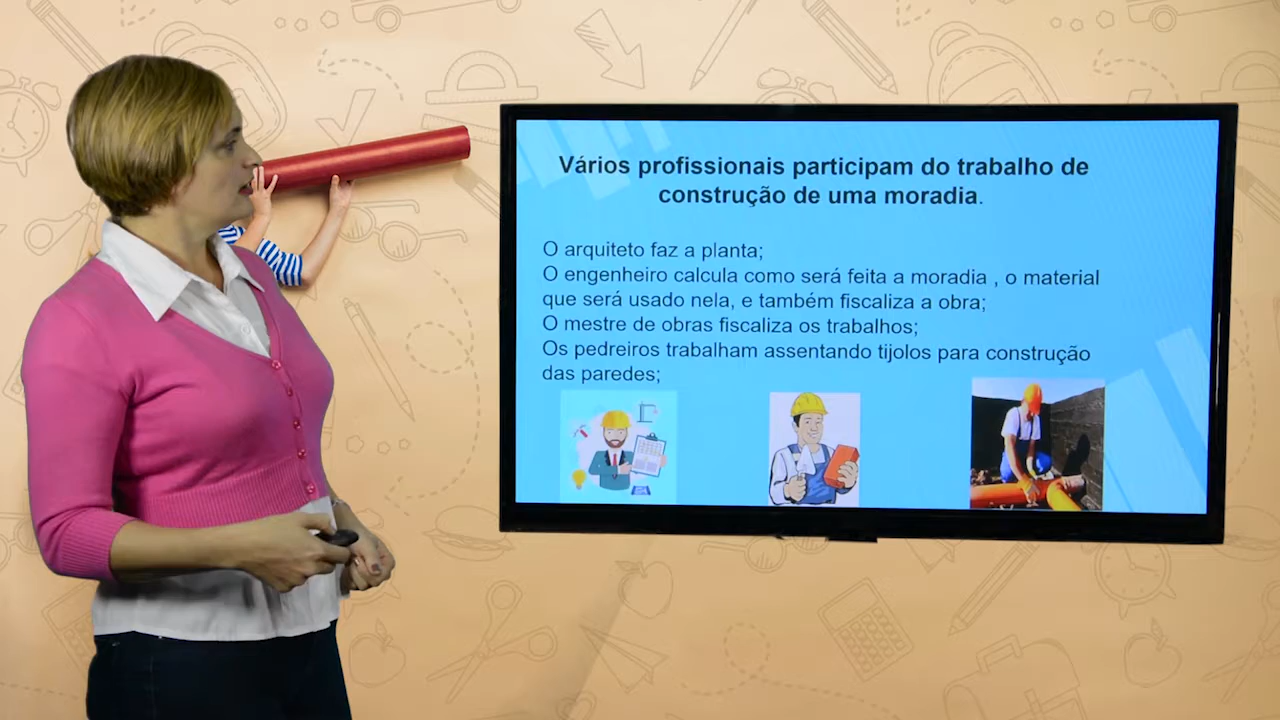 Vários profissionais participam do trabalho de
construção de uma moradia.
O arquiteto faz a planta;
O engenheiro calcula como será feita a moradia , o material
que será usado nela, e também fiscaliza a obra;
O mestre de obras fiscaliza os trabalhos;
Os pedreiros trabalham assentando tijolos para construção
das paredes;